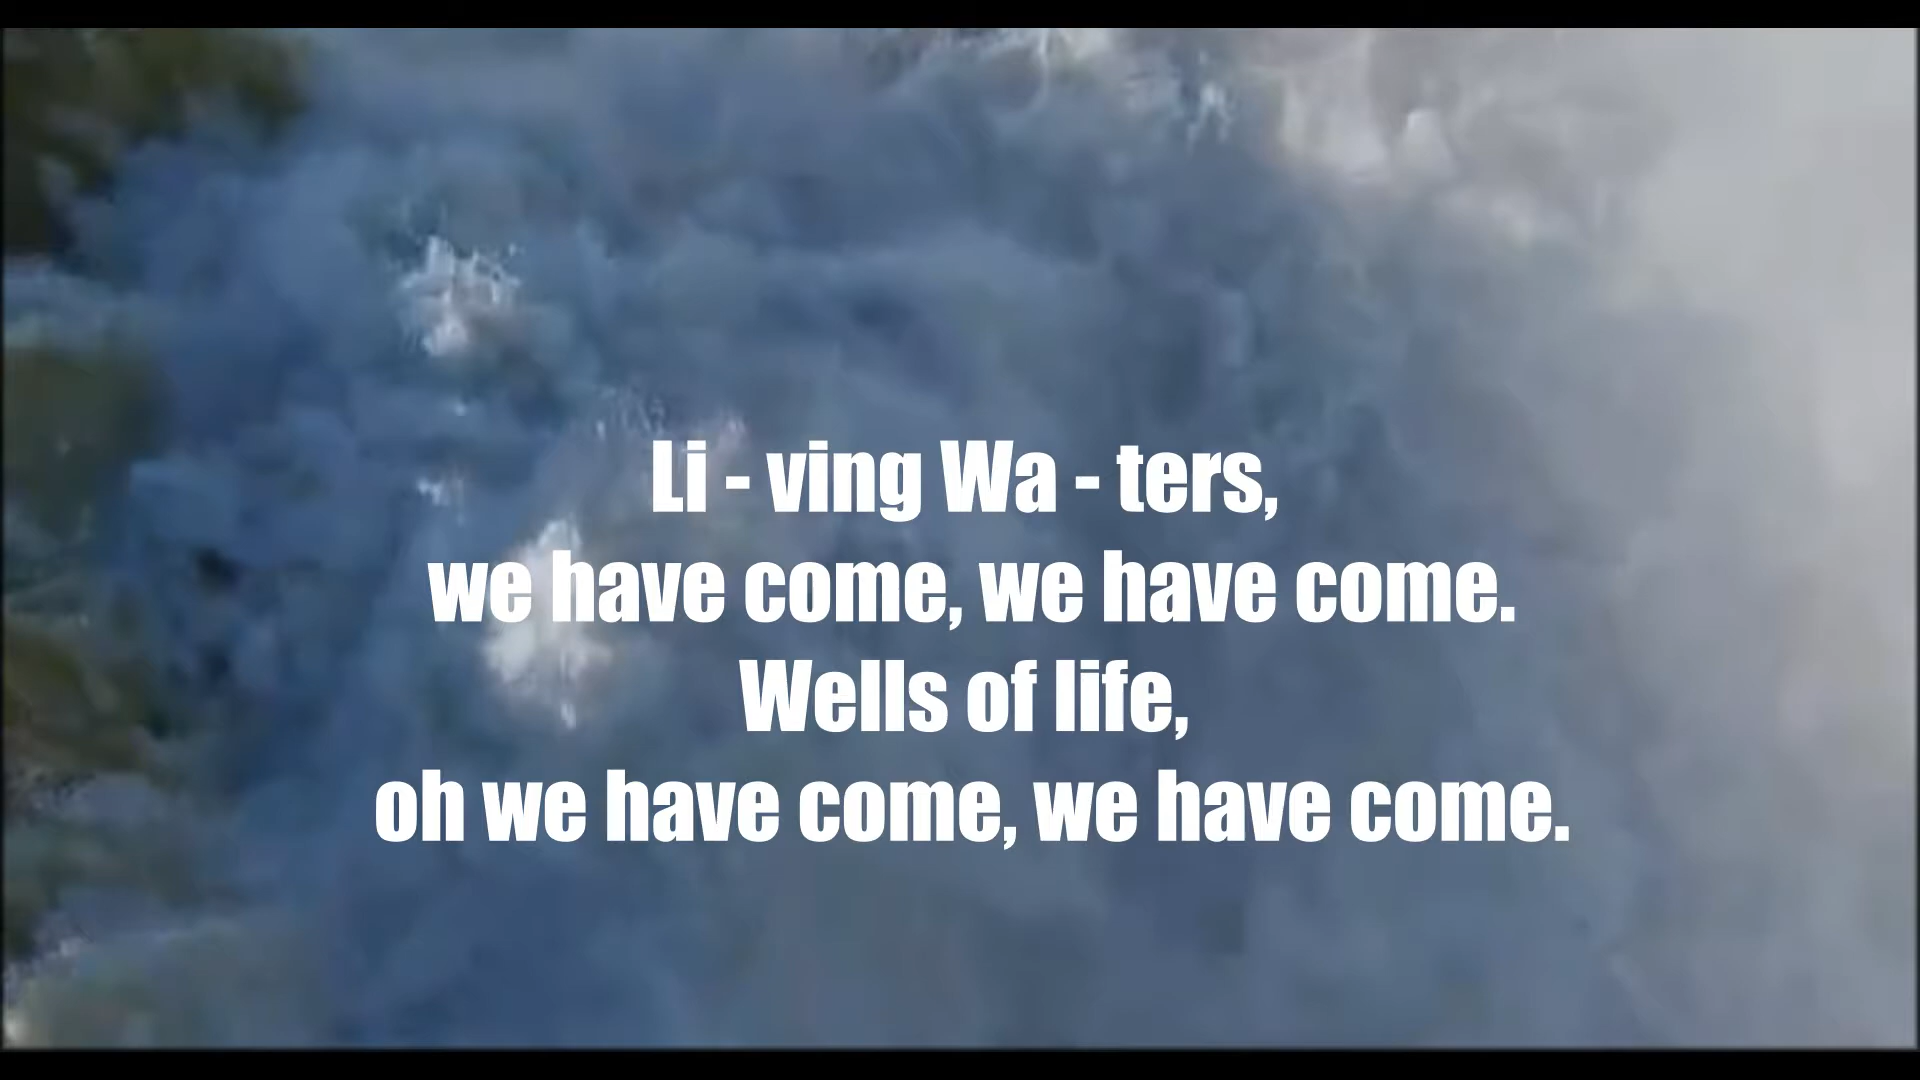 Li - ving Wa - ters,
we have come, we have come.
Wells of life,
oh we have come, we have come.